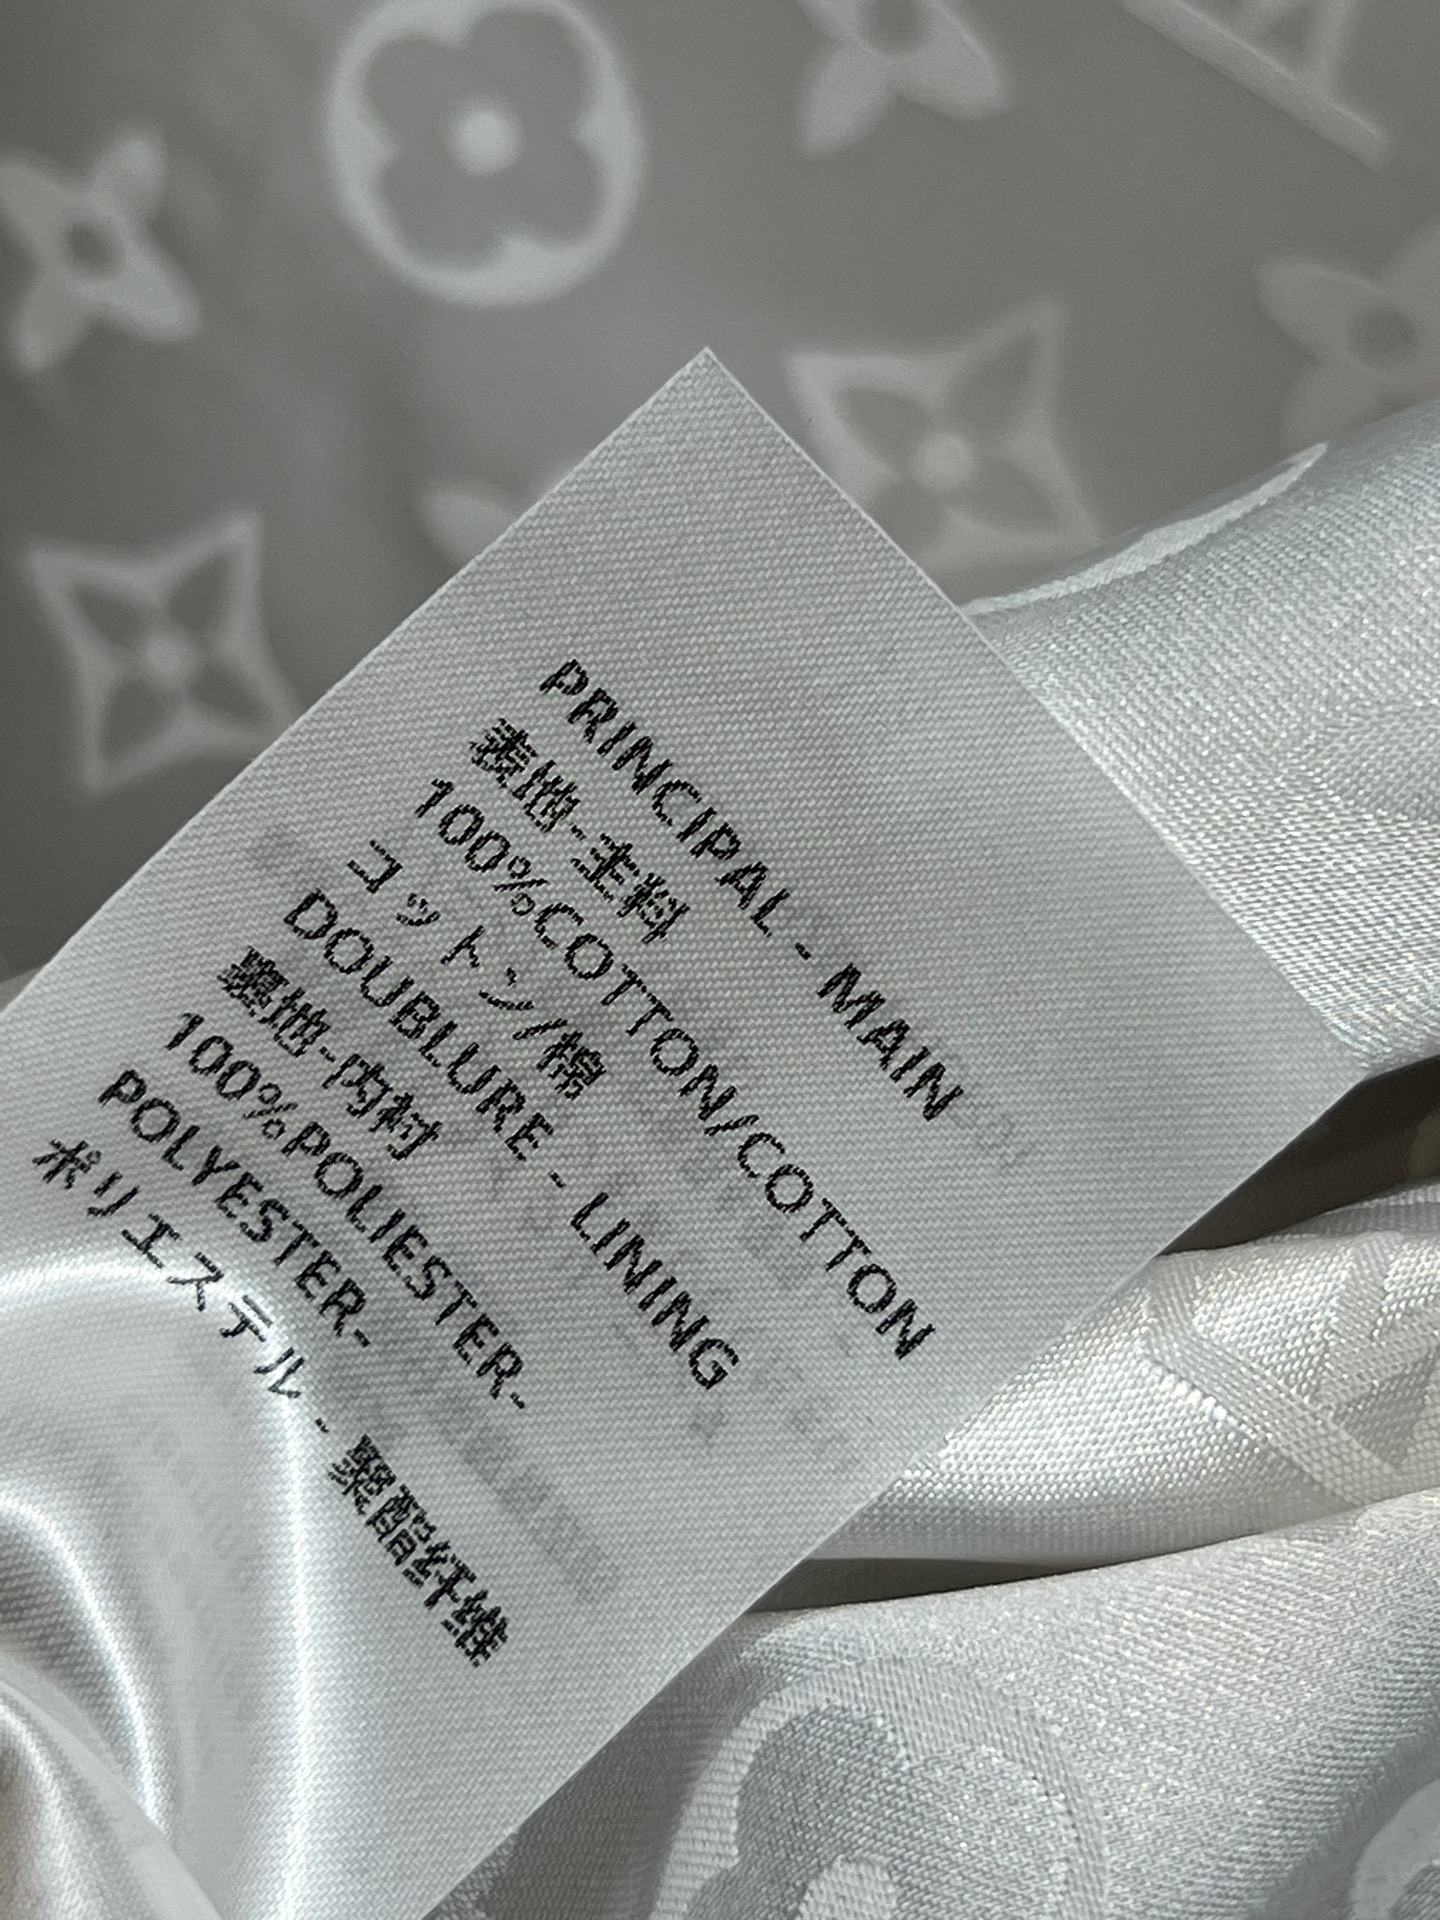 PRINCIPAL - MAIN
表地-主料
100%COTTON/COTTON
コットン/棉
DOUBLURE - LINING
裏地-内衬
100%POLIESTER-
POLYESTER-
ポリエステル - 聚酯纤维